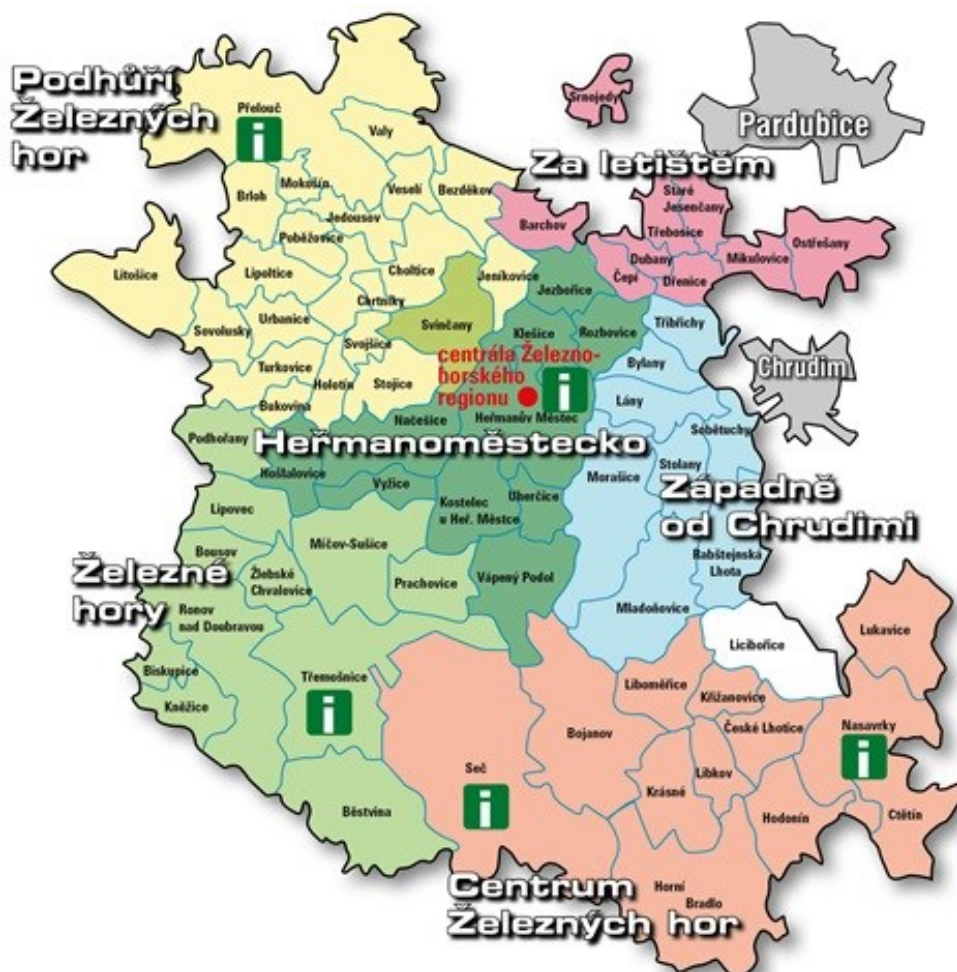 Podhůří
Železných
hor
Přelouč
i
Valy
Srnojedy
Pardubice
Za letištěm
Brloh
Mokošín
Veselí
Bezděkov
Jedousov
Poběžovice
Barchov
Staré
Jesenčany
Třebosice
Ostřešany
Mikulovice
Dubany
Čepí
Dřenice
Litošice
Lipoltice
Choltice
Jeníkovice
Jezbořice
Chrtníky
Urbanice
Svinčany
Sovolusky
Svojšice
Klešice
Rozhovice
Tříbřichy
Turkovice
Holotín
Stojice
centrála Železno-
horského
regionu
i
Bylany
Chrudim
Bukovina
Načešice
Heřmanův Městec
Lány
Sobětuchy
Podhořany
Heřmanoměstecko
Hošťalovice
Vyžice
Kostelec
u Heř. Městce
Úherčice
Morašice
Stolany
Západně
od Chrudimi
Lipovec
Bousov
Míčov-Sušice
Žlebské
Chvalovice
Prachovice
Vápený Podol
Rabštejnská
Lhota
Železné
hory
Ronov
nad Doubravou
Mladoňovice
Biskupice
Kněžice
Třemošnice
i
Licibořice
Lukavice
Liboměřice
Křižanovice
Bojanov
České Lhotice
Nasavrky
i
Seč
i
Libkov
Krásné
Běstvina
Hodonín
Ctětín
Centrum
Železných hor
Horní
Bradlo